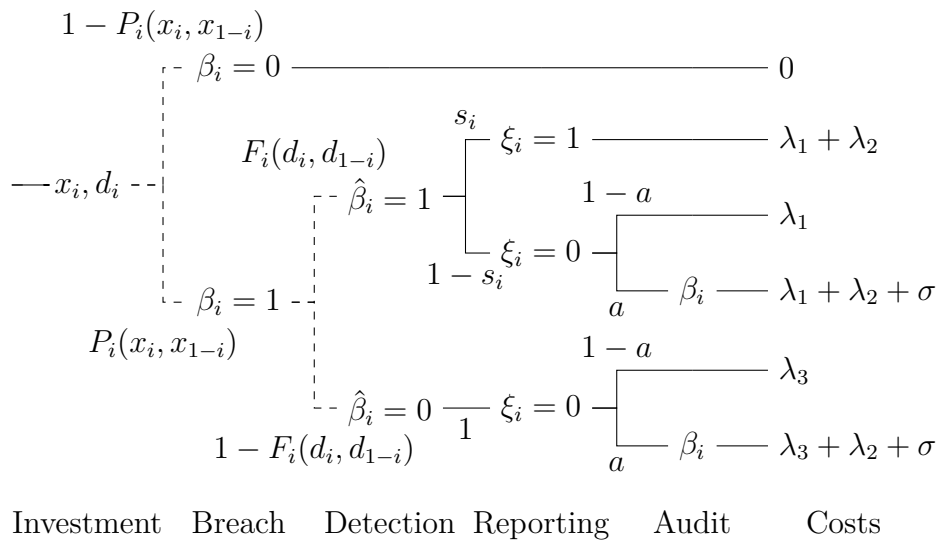 1 − P_i(x_i, x_{1−i})
β_i = 0
0
s_i
ξ_i = 1
λ_1 + λ_2
F_i(d_i, d_{1−i})
x_i, d_i
β̂_i = 1
1 − a
λ_1
ξ_i = 0
1 − s_i
β_i = 1
a
β_i
λ_1 + λ_2 + σ
P_i(x_i, x_{1−i})
1 − a
λ_3
β̂_i = 0
1
ξ_i = 0
1 − F_i(d_i, d_{1−i})
a
β_i
λ_3 + λ_2 + σ
Investment Breach Detection Reporting Audit Costs